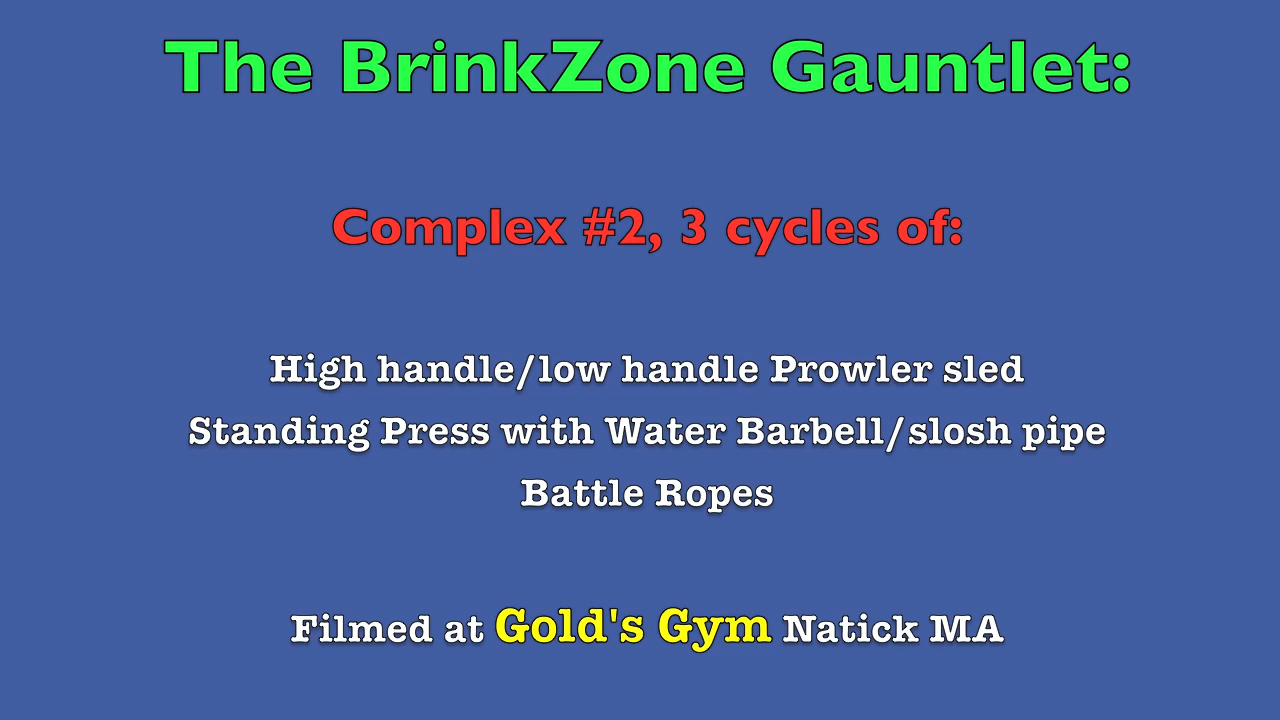 The BrinkZone Gauntlet:
Complex #2, 3 cycles of:
High handle/low handle Prowler sled
Standing Press with Water Barbell/slosh pipe
Battle Ropes
Filmed at Gold's Gym Natick MA